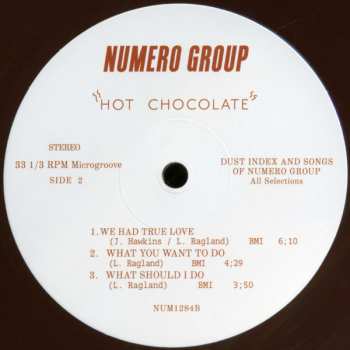 NUMERO GROUP
"HOT CHOCOLATE"
STEREO
33 1/3 RPM Microgroove
SIDE 2
DUST INDEX AND SONGS
OF NUMERO GROUP
All Selections
1.WE HAD TRUE LOVE
(J. Hawkins / L. Ragland) BMI 6;10
2. WHAT YOU WANT TO DO
(L. Ragland) BMI 4;29
3. WHAT SHOULD I DO
(L. Ragland) BMI 3;50
NUM1284B